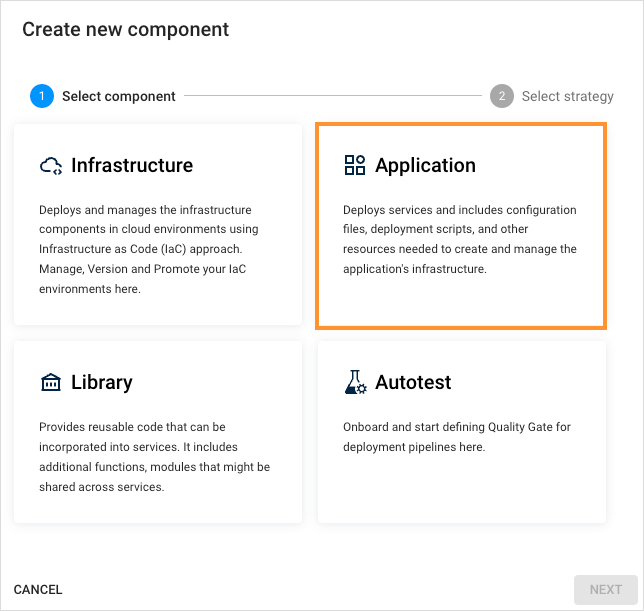 Create new component
1 Select component
2 Select strategy
Infrastructure
Deploys and manages the infrastructure
components in cloud environments using
Infrastructure as Code (IaC) approach.
Manage, Version and Promote your IaC
environments here.
Application
Deploys services and includes configuration
files, deployment scripts, and other
resources needed to create and manage the
application's infrastructure.
Library
Provides reusable code that can be
incorporated into services. It includes
additional functions, modules that might be
shared across services.
Autotest
Onboard and start defining Quality Gate for
deployment pipelines here.
CANCEL
NEXT